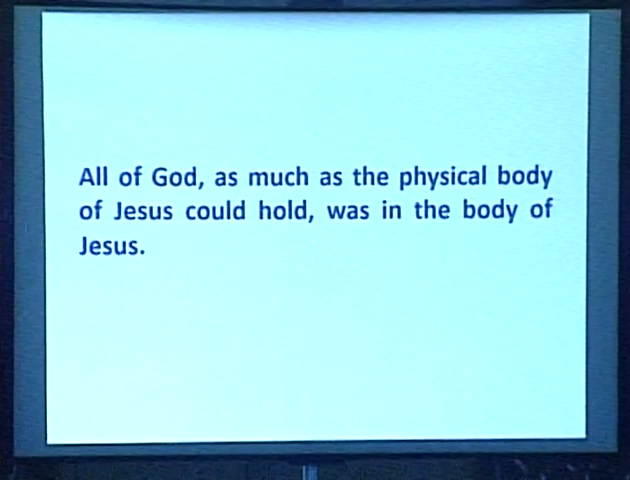 All of God, as much as the physical body
of Jesus could hold, was in the body of
Jesus.